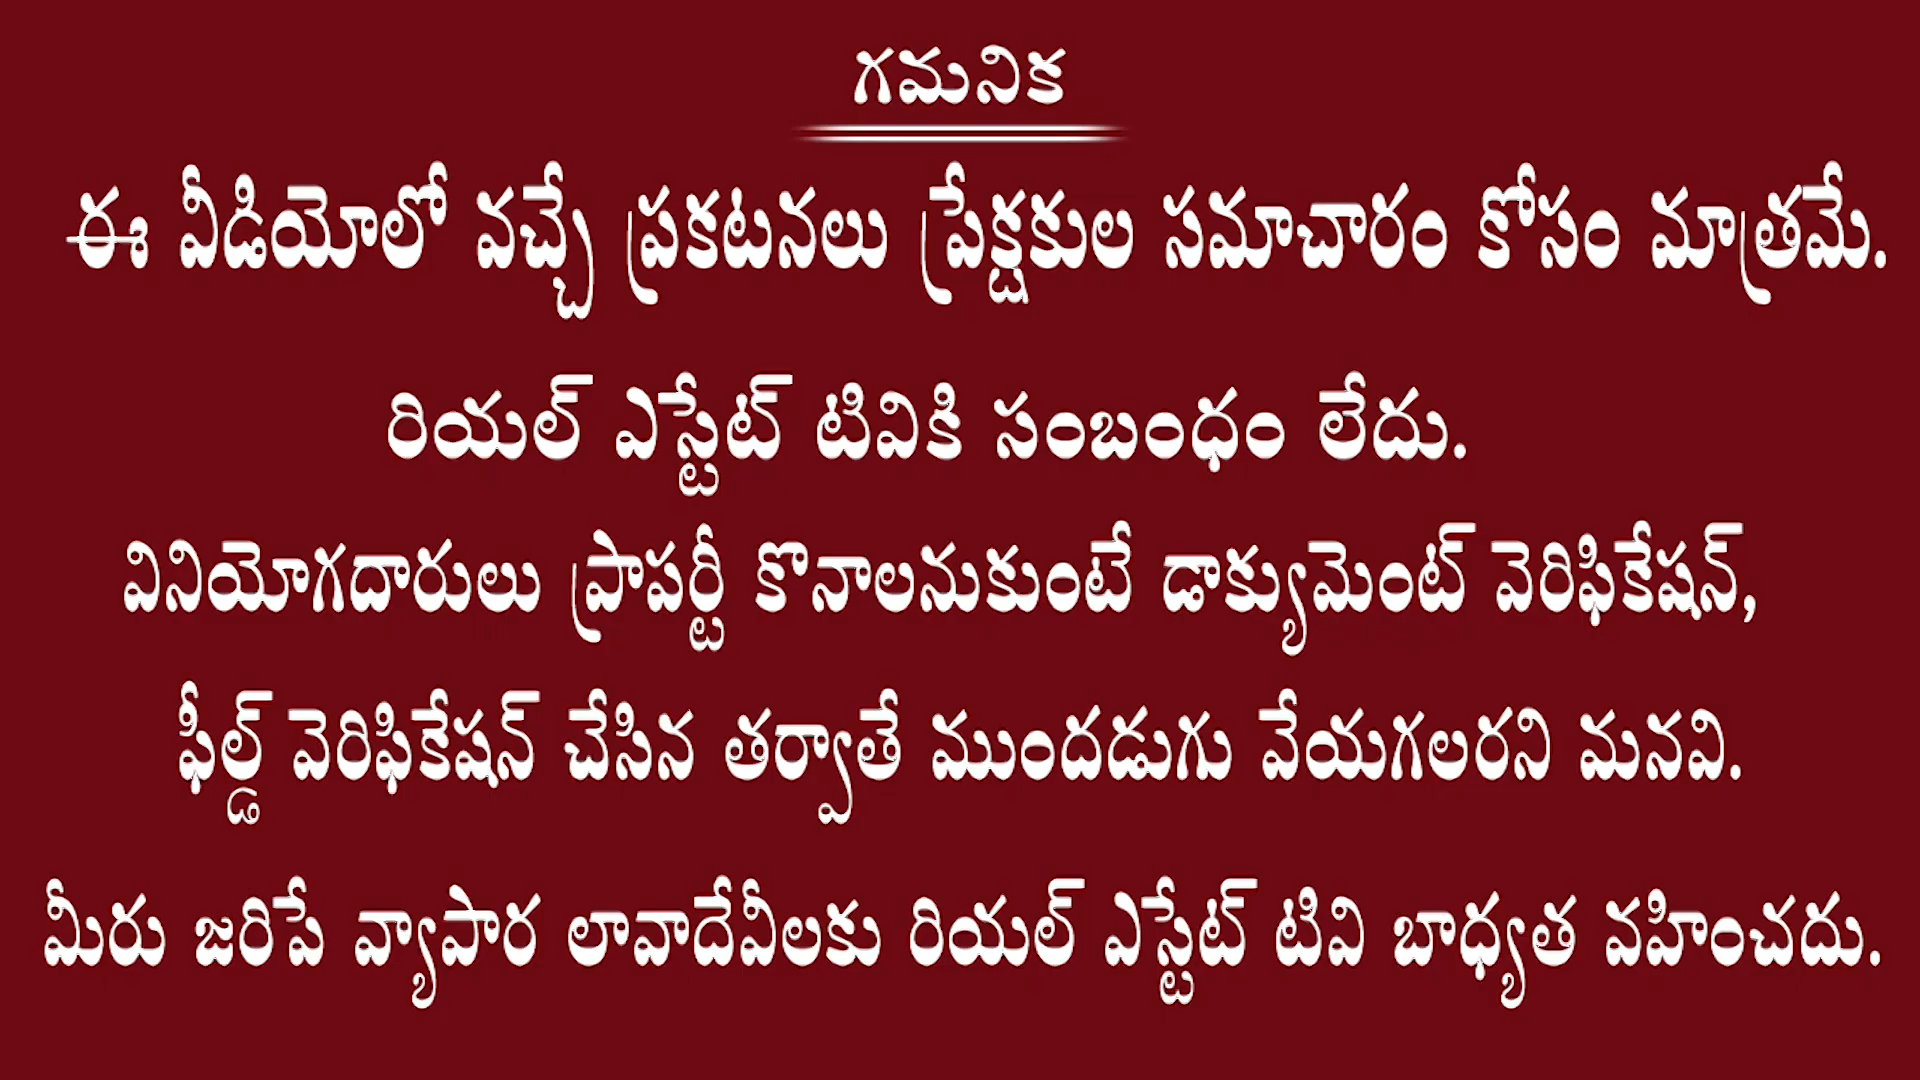 గమనిక
ఈ వీడియోలో వచ్చే ప్రకటనలు ప్రేక్షకుల సమాచారం కోసం మాత్రమే.
రియల్ ఎస్టేట్ టివికి సంబంధం లేదు.
వినియోగదారులు ప్రాపర్టీ కొనాలనుకుంటే డాక్యుమెంట్ వెరిఫికేషన్,
ఫీల్డ్ వెరిఫికేషన్ చేసిన తర్వాతే ముందడుగు వేయగలరని మనవి.
మీరు జరిపే వ్యాపార లావాదేవీలకు రియల్ ఎస్టేట్ టివి బాధ్యత వహించదు.